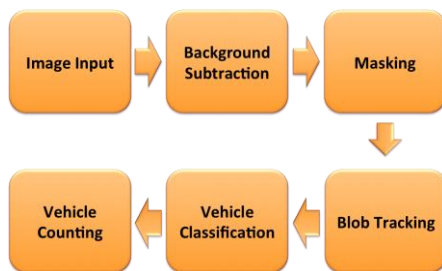 Image Input
Background
Subtraction
Masking
Blob Tracking
Vehicle
Classification
Vehicle
Counting